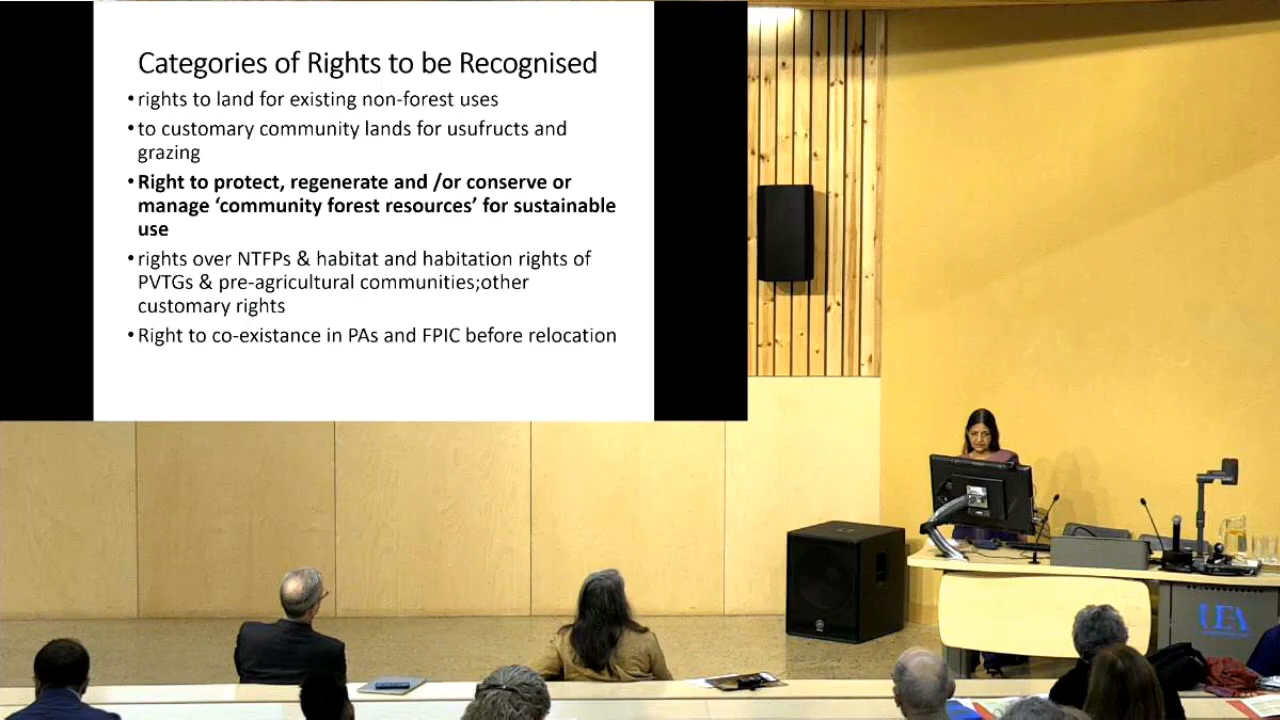 Categories of Rights to be Recognised
•rights to land for existing non-forest uses
•to customary community lands for usufructs and
grazing
•Right to protect, regenerate and /or conserve or
manage ‘community forest resources’ for sustainable
use
•rights over NTFPs & habitat and habitation rights of
PVTGs & pre-agricultural communities;other
customary rights
•Right to co-existance in PAs and FPIC before relocation
UEA